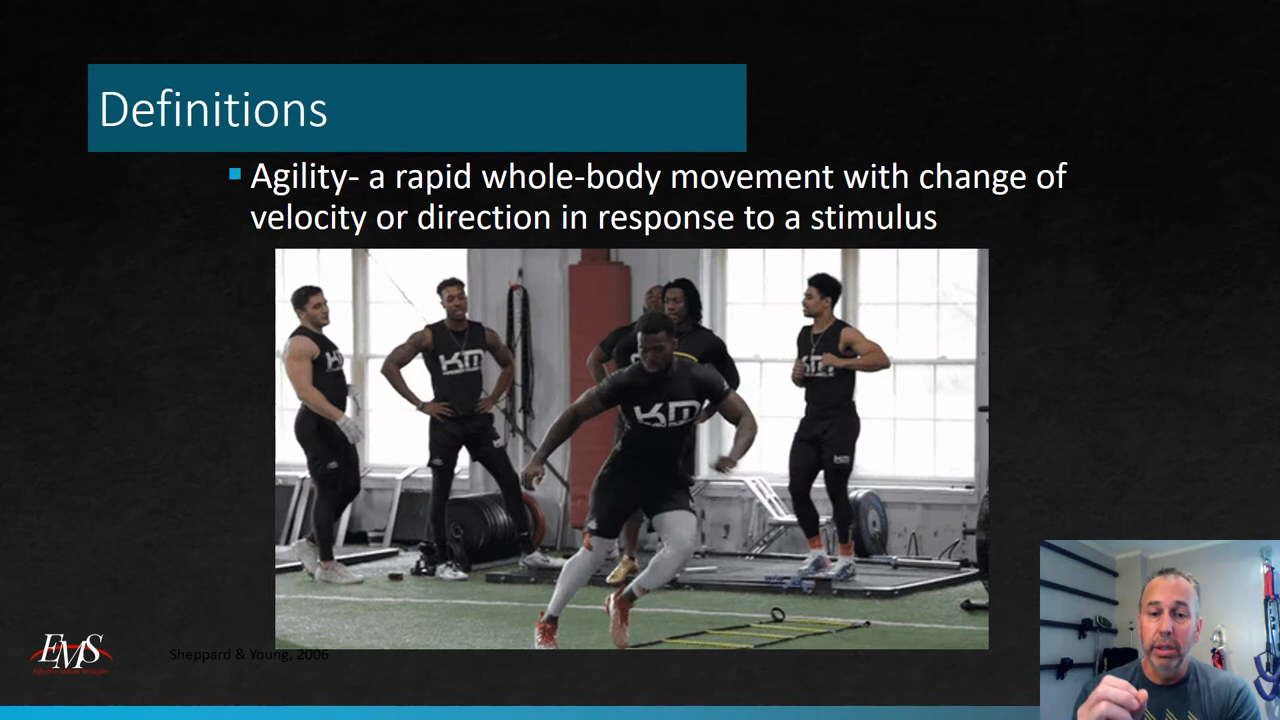 Definitions
Agility- a rapid whole-body movement with change of
velocity or direction in response to a stimulus
KM
KM
KM
KM
KM
EMS
Sheppard & Young, 2006